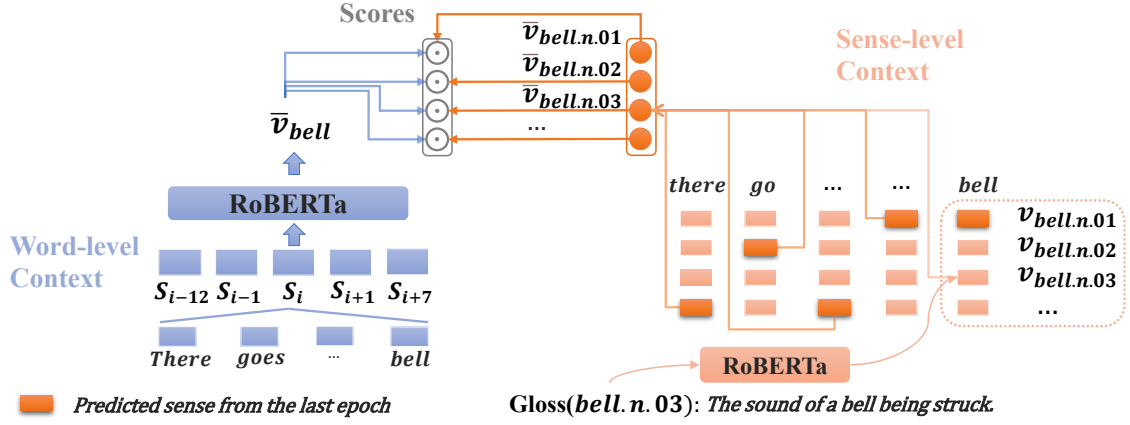 Scores
v̅bell.n.01
v̅bell.n.02
v̅bell.n.03
...
Sense-level
Context
v̅bell
RoBERTa
Word-level
Context
Si−12 Si−1 Si Si+1 Si+7
There goes ... bell
there go ... ... bell
vbell.n.01
vbell.n.02
vbell.n.03
...
RoBERTa
Predicted sense from the last epoch
Gloss(bell.n.03): The sound of a bell being struck.